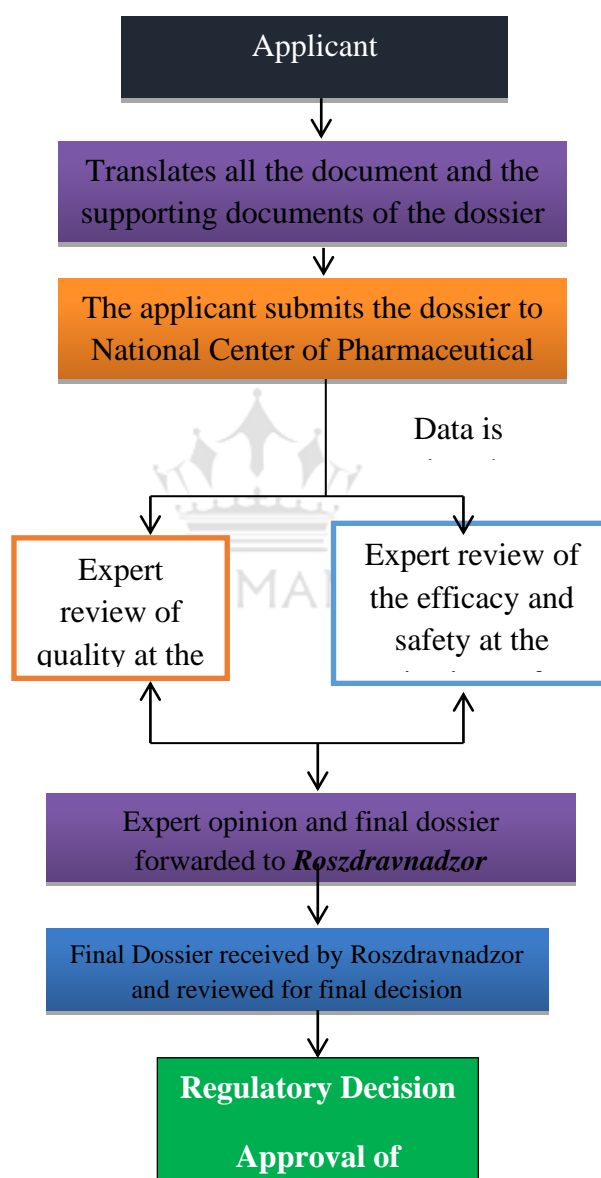 Applicant
Translates all the document and the
supporting documents of the dossier
The applicant submits the dossier to
National Center of Pharmaceutical
Data is
Expert
review of
quality at the
Expert review of
the efficacy and
safety at the
Expert opinion and final dossier
forwarded to Roszdravnadzor
Final Dossier received by Roszdravnadzor
and reviewed for final decision
Regulatory Decision
Approval of